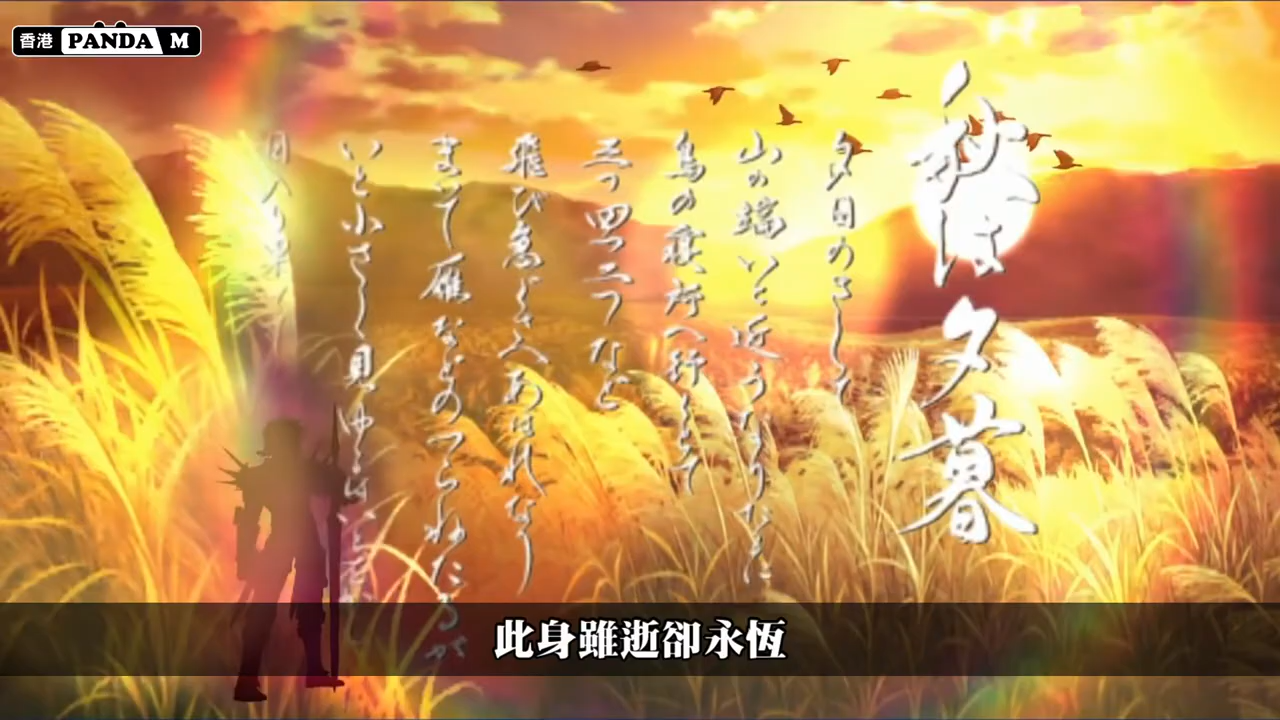 香港 PANDA M
秋は夕暮
夕日のさして
山の端いと近うなりたるに
烏の寝所へ行くとて
三つ四つ二つなど
飛び急ぐさへあはれなり
まいて雁などのつらねたるが
いと小さく見ゆるはいと
日入り果
此身雖逝卻永恆